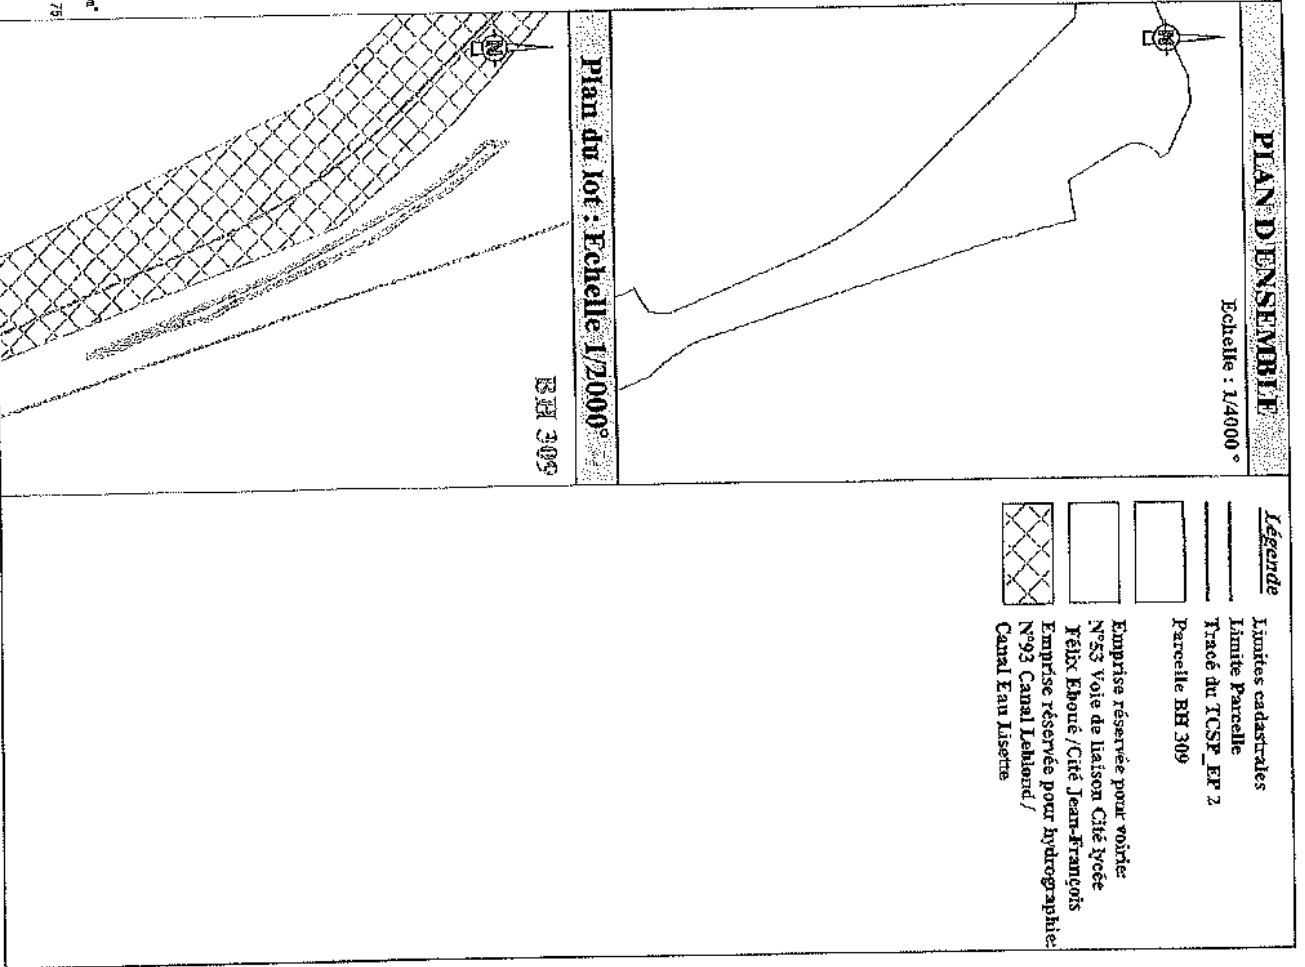 PLAN D'ENSEMBLE
Echelle : 1/4000°
N
Plan du lot : Echelle 1/2000°
N
BH 309
Légende
Limites cadastrales
Limite Parcelle
Tracé du TCSP_EP 2
Parcelle BH 309
Emprise réservée pour voirie:
N°53 Voie de liaison Cité lycée
Félix Eboué /Cité Jean-François
Emprise réservée pour hydrographie:
N°93 Canal Leblond /
Canal Eau Lisette
75